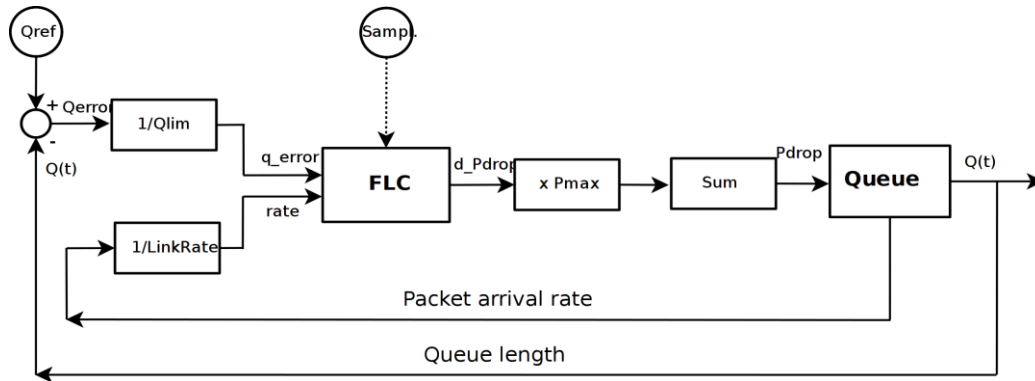 Qref
Sampl.
+
Qerror
1/Qlim
-
Q(t)
q_error
FLC
d_Pdrop
x Pmax
Sum
Pdrop
Queue
Q(t)
rate
1/LinkRate
Packet arrival rate
Queue length